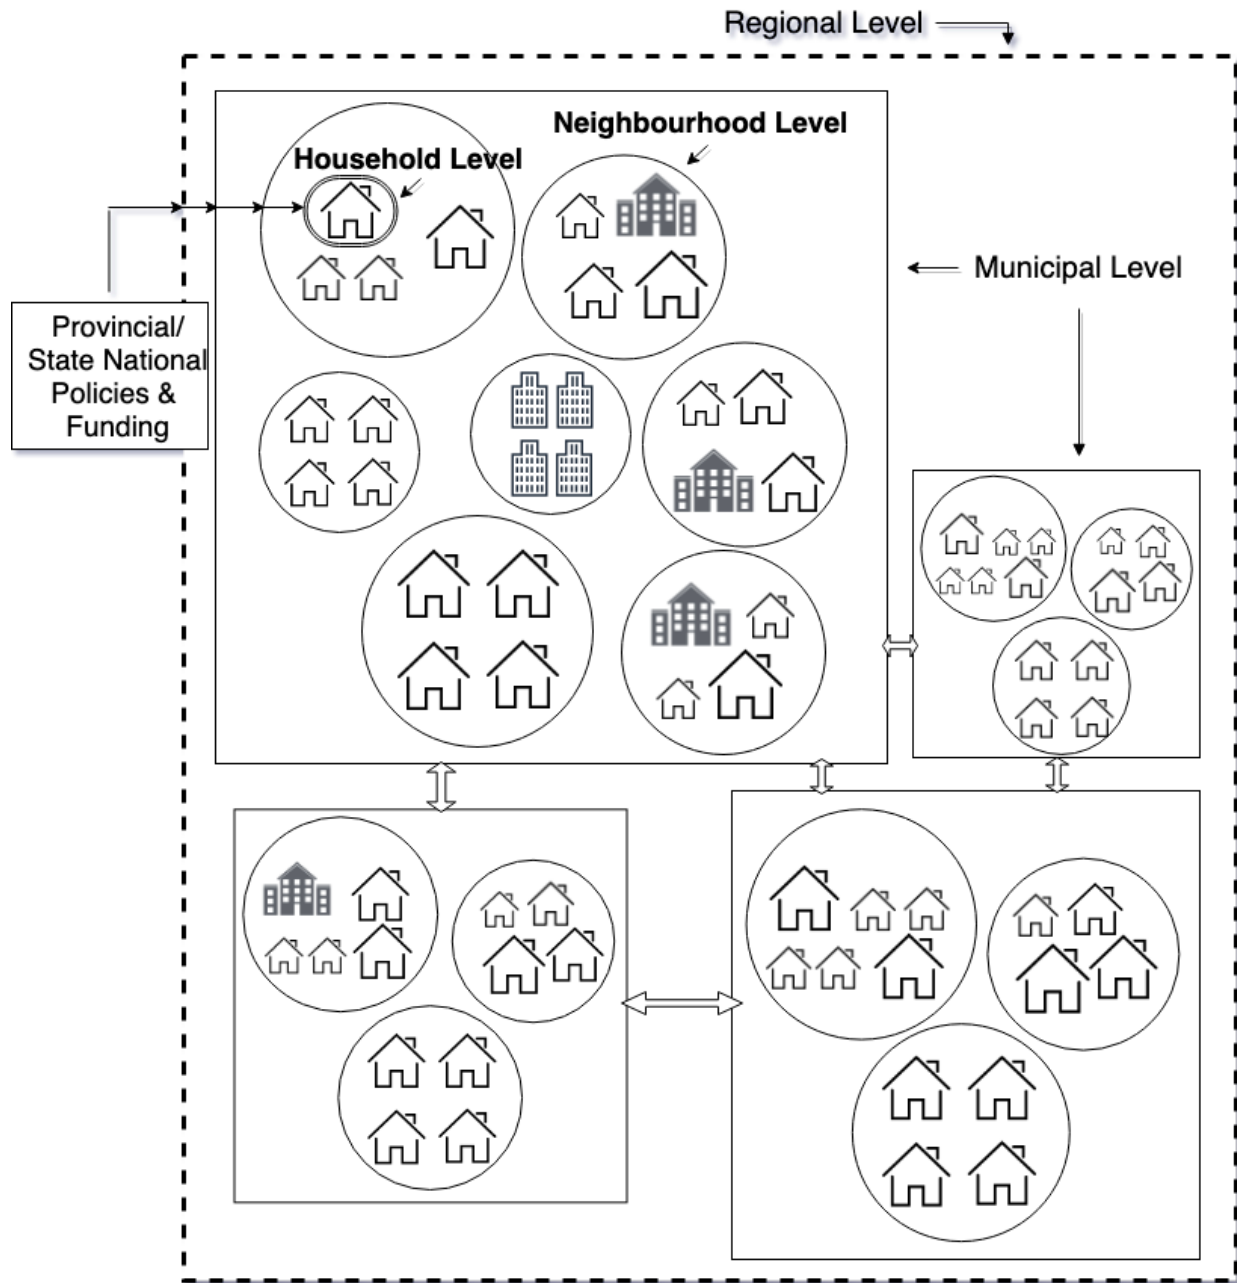 Regional Level
Neighbourhood Level
Household Level
Municipal Level
Provincial/
State National
Policies &
Funding